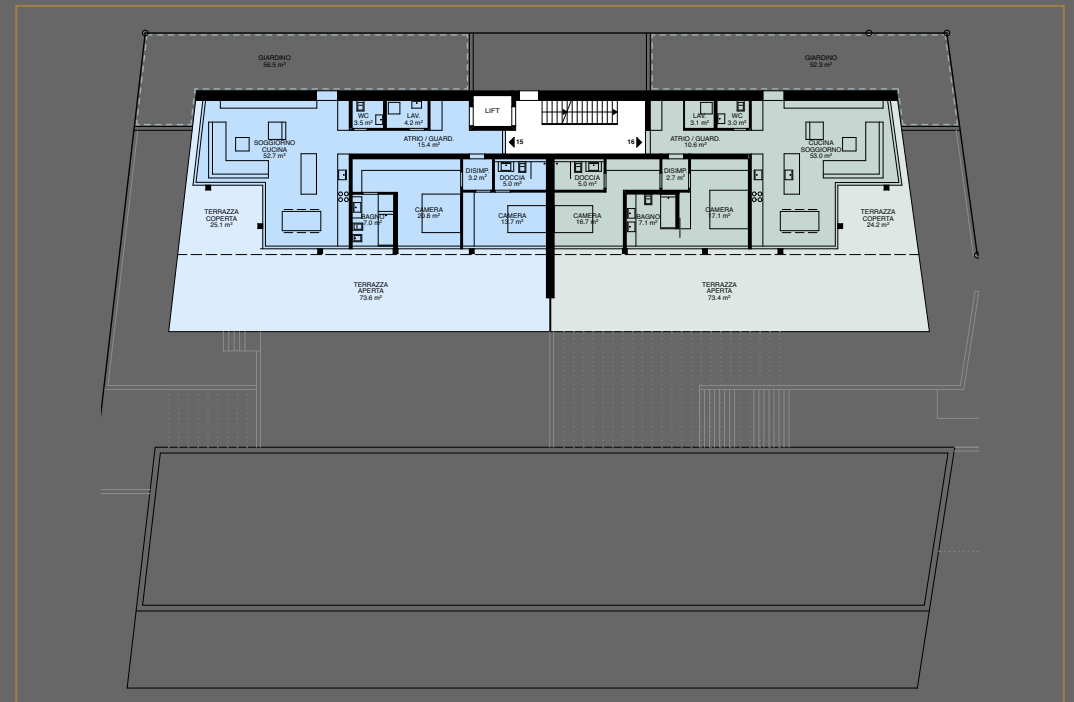 GIARDINO
56.5 m²
GIARDINO
52.3 m²
LIFT
WC
3.5 m²
LAV.
4.2 m²
LAV.
3.1 m²
WC
3.0 m²
SOGGIORNO
CUCINA
52.7 m²
ATRIO / GUARD.
15.4 m²
15
16
ATRIO / GUARD.
10.6 m²
CUCINA
SOGGIORNO
53.0 m²
DISIMP.
3.2 m²
DOCCIA
5.0 m²
DOCCIA
5.0 m²
DISIMP.
2.7 m²
TERRAZZA
COPERTA
25.1 m²
BAGNO
7.0 m²
CAMERA
20.8 m²
CAMERA
13.7 m²
CAMERA
16.7 m²
BAGNO
7.1 m²
CAMERA
17.1 m²
TERRAZZA
COPERTA
24.2 m²
TERRAZZA
APERTA
73.6 m²
TERRAZZA
APERTA
73.4 m²